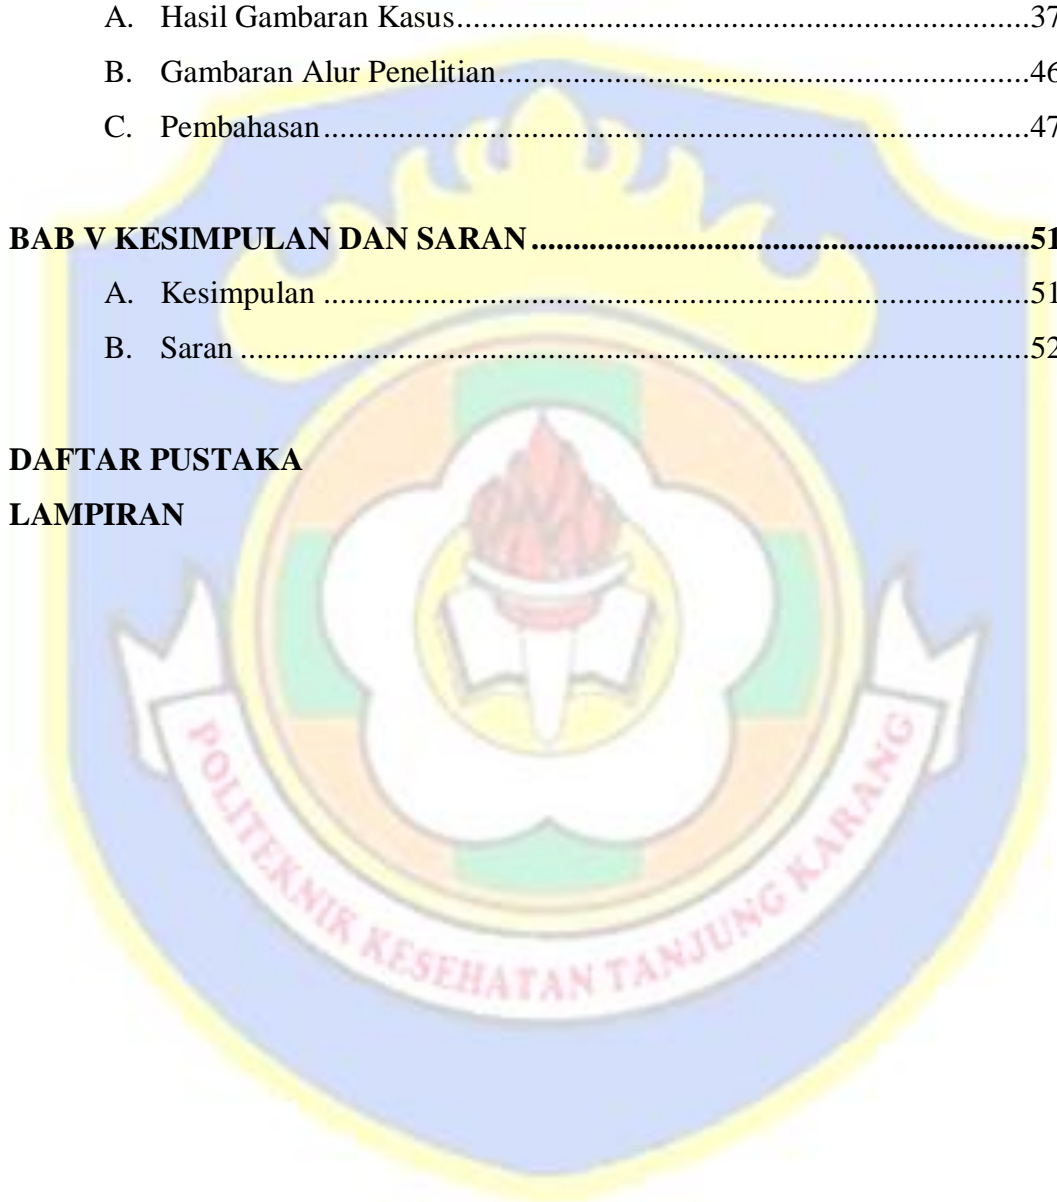 A. Hasil Gambaran Kasus..............................................................................37
B. Gambaran Alur Penelitian.........................................................................46
C. Pembahasan................................................................................................47
BAB V KESIMPULAN DAN SARAN.........................................................51
A. Kesimpulan ................................................................................................51
B. Saran ..........................................................................................................52
DAFTAR PUSTAKA
LAMPIRAN
POLITEKNIK KESEHATAN TANJUNG KARANG